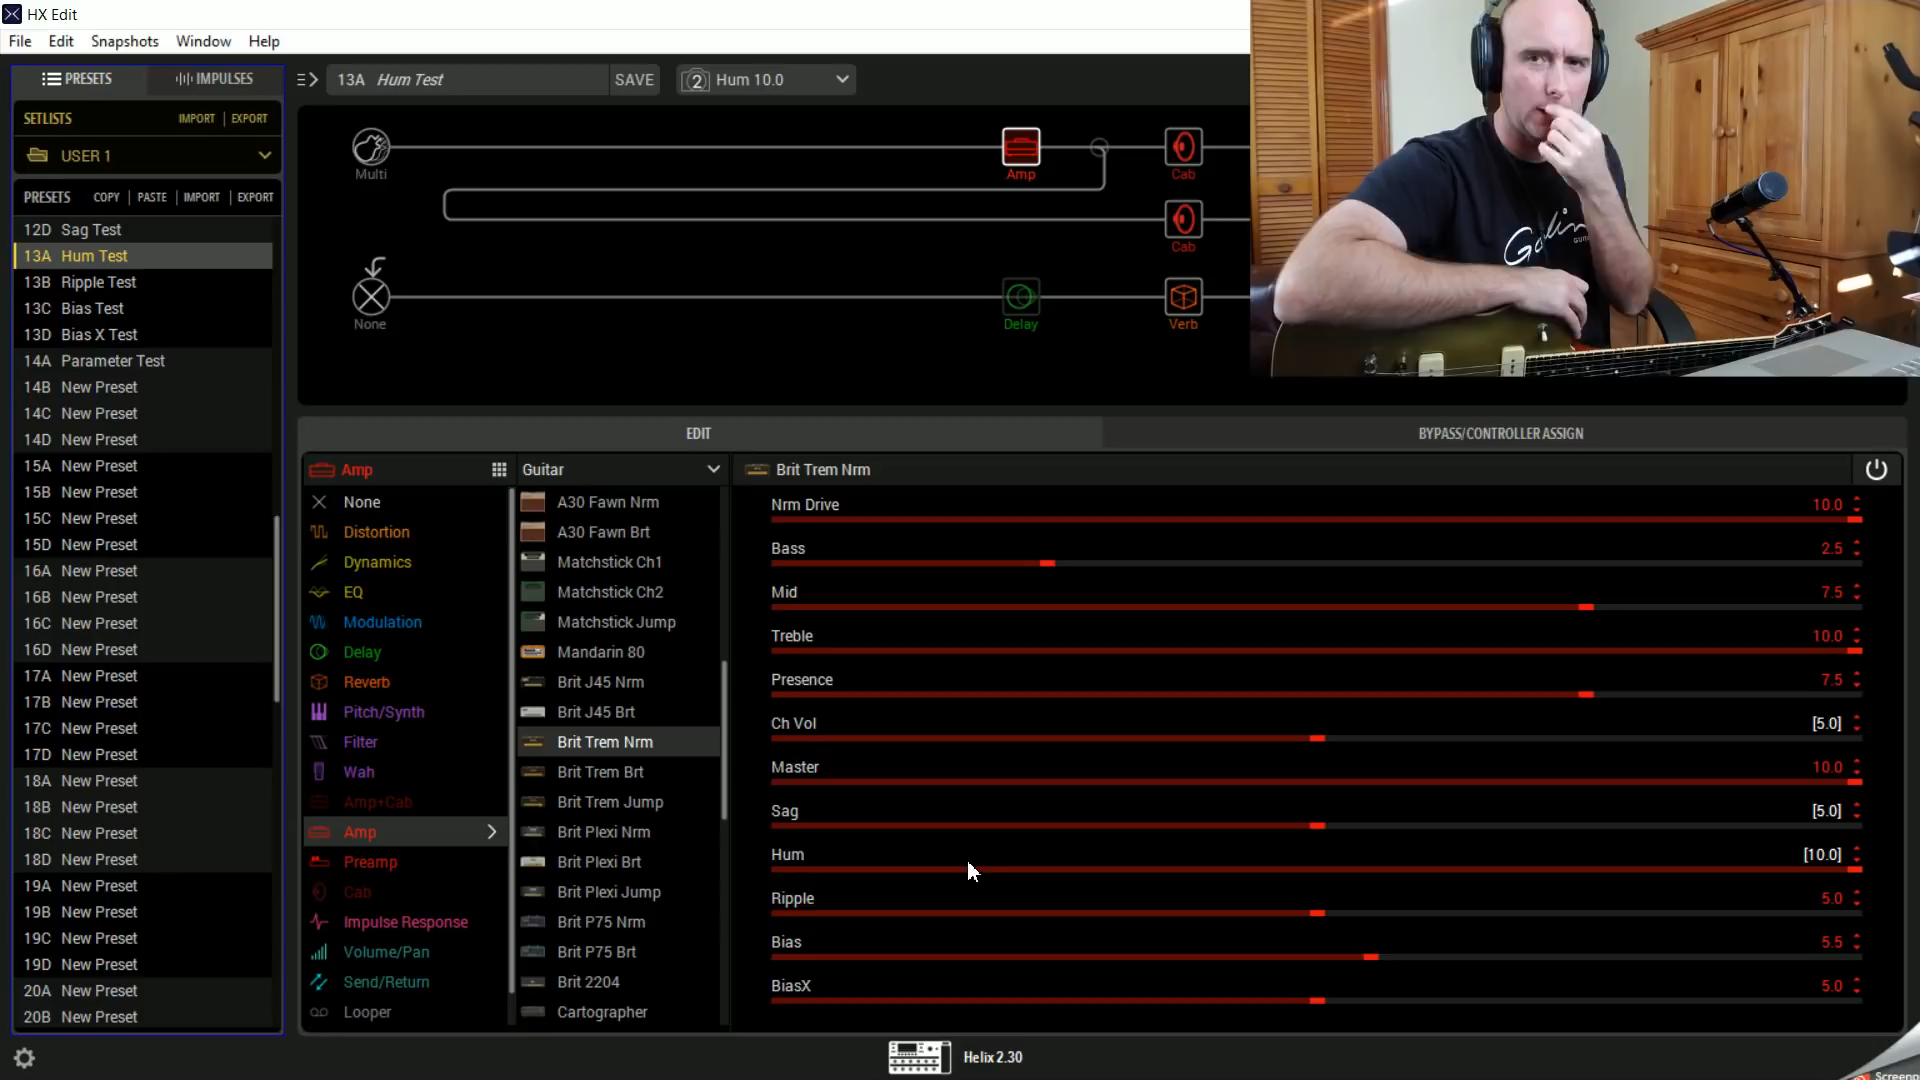 HX Edit
File Edit Snapshots Window Help
PRESETS IMPULSES
SETLISTS IMPORT | EXPORT
USER 1
PRESETS COPY | PASTE | IMPORT | EXPORT
12D Sag Test
13A Hum Test
13B Ripple Test
13C Bias Test
13D Bias X Test
14A Parameter Test
14B New Preset
14C New Preset
14D New Preset
15A New Preset
15B New Preset
15C New Preset
15D New Preset
16A New Preset
16B New Preset
16C New Preset
16D New Preset
17A New Preset
17B New Preset
17C New Preset
17D New Preset
18A New Preset
18B New Preset
18C New Preset
18D New Preset
19A New Preset
19B New Preset
19C New Preset
19D New Preset
20A New Preset
20B New Preset
13A Hum Test SAVE 2 Hum 10.0
Multi
Amp
Cab
Cab
None
Delay
Verb
EDIT
BYPASS/CONTROLLER ASSIGN
Amp
None
Distortion
Dynamics
EQ
Modulation
Delay
Reverb
Pitch/Synth
Filter
Wah
Amp+Cab
Amp
Preamp
Cab
Impulse Response
Volume/Pan
Send/Return
Looper
Guitar
A30 Fawn Nrm
A30 Fawn Brt
Matchstick Ch1
Matchstick Ch2
Matchstick Jump
Mandarin 80
Brit J45 Nrm
Brit J45 Brt
Brit Trem Nrm
Brit Trem Brt
Brit Trem Jump
Brit Plexi Nrm
Brit Plexi Brt
Brit Plexi Jump
Brit P75 Nrm
Brit P75 Brt
Brit 2204
Cartographer
Brit Trem Nrm
Nrm Drive 10.0
Bass 2.5
Mid 7.5
Treble 10.0
Presence 7.5
Ch Vol [5.0]
Master 10.0
Sag [5.0]
Hum [10.0]
Ripple 5.0
Bias 5.5
BiasX 5.0
Helix 2.30